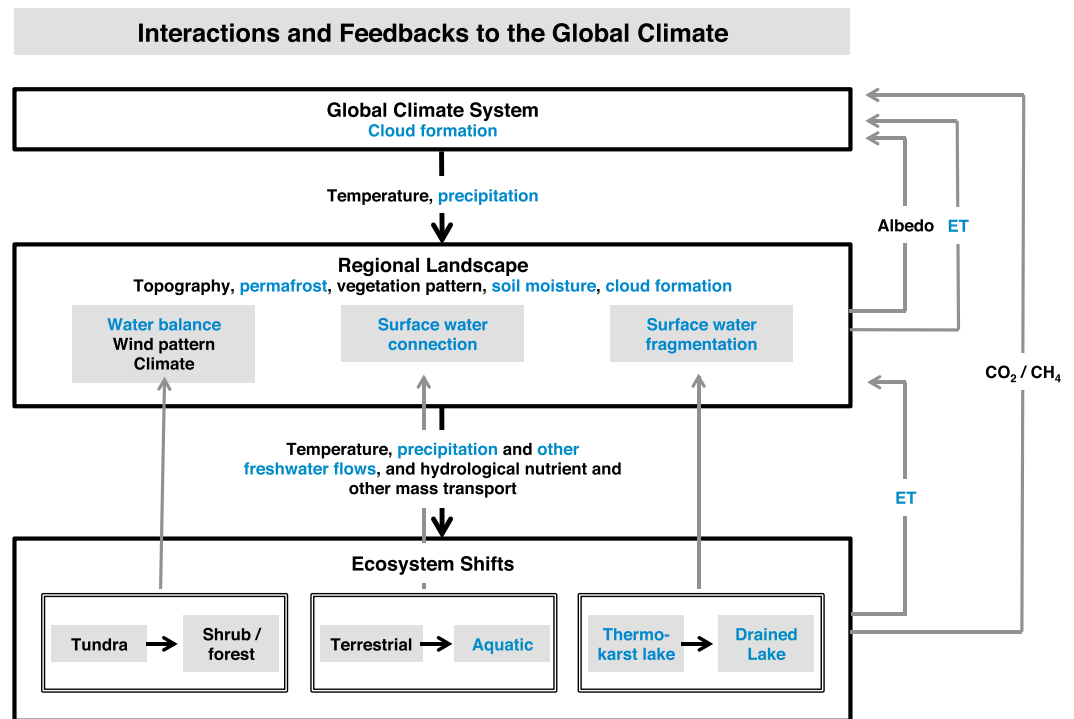 Interactions and Feedbacks to the Global Climate
Global Climate System
Cloud formation
Temperature, precipitation
Albedo
ET
Regional Landscape
Topography, permafrost, vegetation pattern, soil moisture, cloud formation
Water balance
Wind pattern
Climate
Surface water
connection
Surface water
fragmentation
CO₂ / CH₄
Temperature, precipitation and other
freshwater flows, and hydrological nutrient and
other mass transport
ET
Ecosystem Shifts
Tundra
Shrub /
forest
Terrestrial
Aquatic
Thermo-
karst lake
Drained
Lake